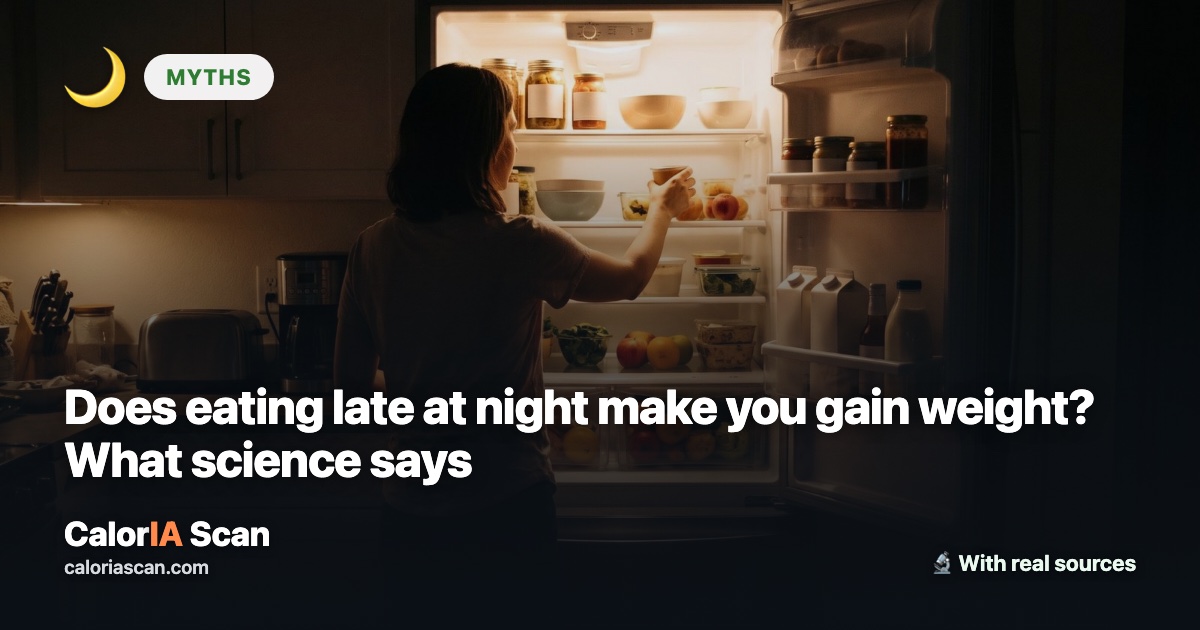 MYTHS
Does eating late at night make you gain weight?
What science says
CalorIA Scan
caloriascan.com
With real sources